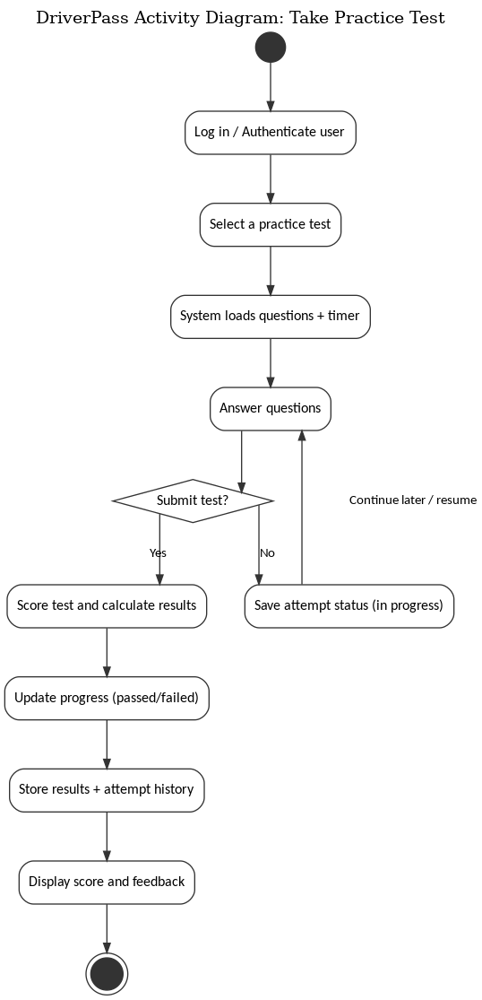 DriverPass Activity Diagram: Take Practice Test
Log in / Authenticate user
Select a practice test
System loads questions + timer
Answer questions
Submit test?
Continue later / resume
Yes
No
Score test and calculate results
Save attempt status (in progress)
Update progress (passed/failed)
Store results + attempt history
Display score and feedback